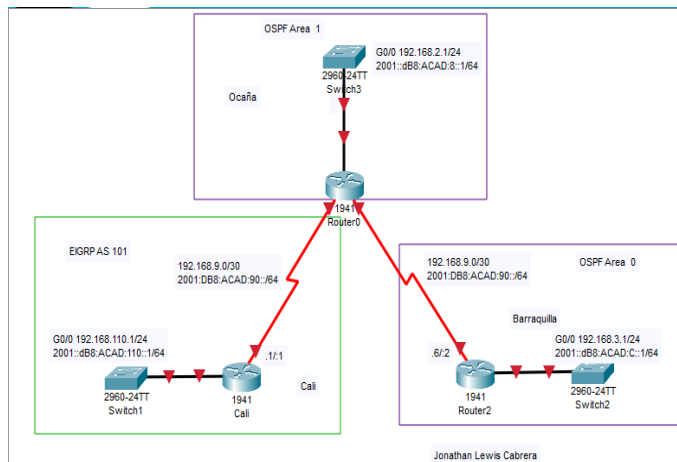 OSPF Area 1
G0/0 192.168.2.1/24
2001::dB8:ACAD:8::1/64
2960-24TT
Switch3
Ocaña
1941
Router0
EIGRP AS 101
192.168.9.0/30
2001:DB8:ACAD:90::/64
G0/0 192.168.110.1/24
2001::dB8:ACAD:110::1/64
.1/:1
2960-24TT
Switch1
1941
Cali
Cali
192.168.9.0/30
2001:DB8:ACAD:90::/64
OSPF Area 0
Barraquilla
G0/0 192.168.3.1/24
2001::dB8:ACAD:C::1/64
.6/:2
1941
Router2
2960-24TT
Switch2
Jonathan Lewis Cabrera